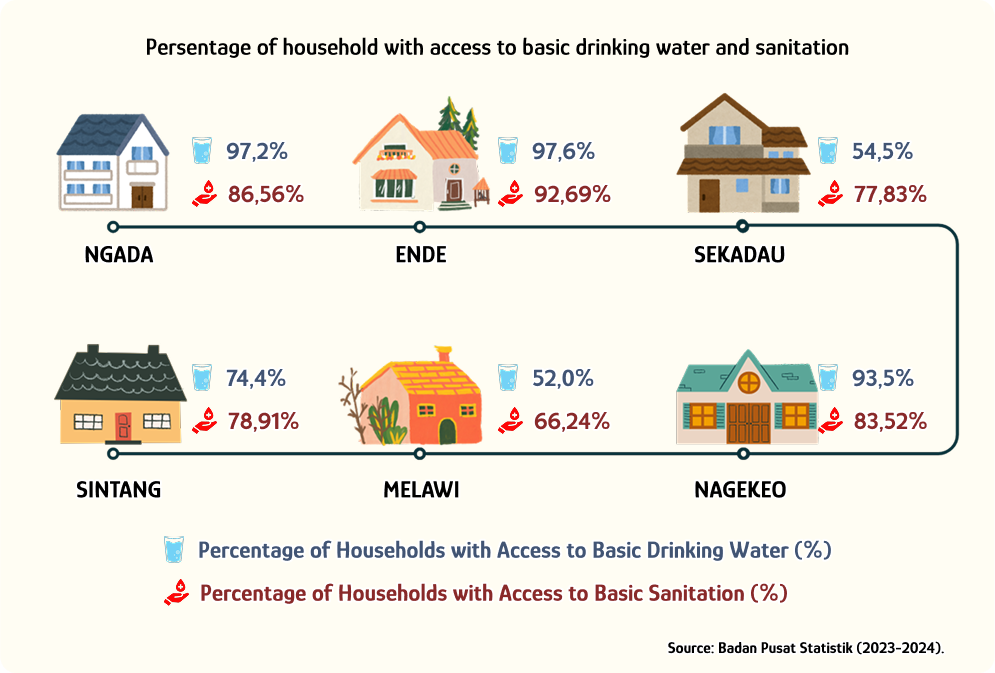 Persentage of household with access to basic drinking water and sanitation
97,2%
86,56%
NGADA
97,6%
92,69%
ENDE
54,5%
77,83%
SEKADAU
74,4%
78,91%
SINTANG
52,0%
66,24%
MELAWI
93,5%
83,52%
NAGEKEO
Percentage of Households with Access to Basic Drinking Water (%)
Percentage of Households with Access to Basic Sanitation (%)
Source: Badan Pusat Statistik (2023-2024).